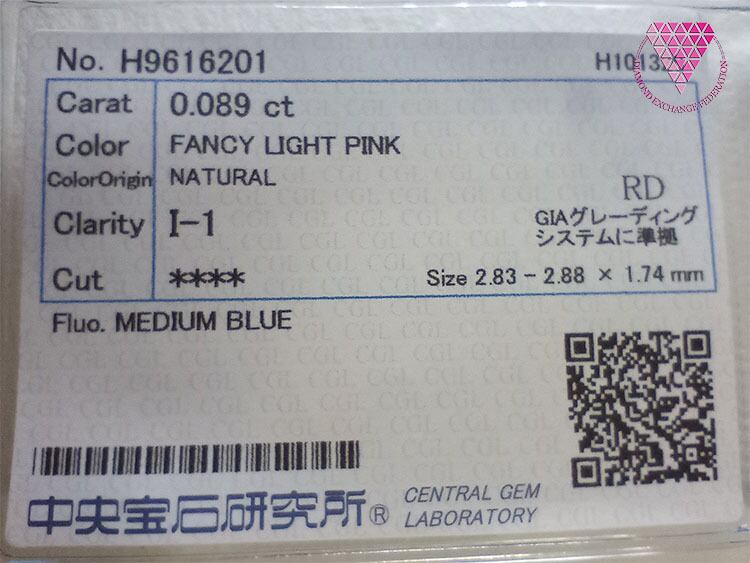 No. H9616201
Carat 0.089 ct
Color FANCY LIGHT PINK
ColorOrigin NATURAL
RD
Clarity I-1
GIAグレーディング
システムに準拠
Cut ****
Size 2.83 - 2.88 × 1.74 mm
Fluo. MEDIUM BLUE
中央宝石研究所®
CENTRAL GEM
LABORATORY
DIAMOND EXCHANGE FEDERATION